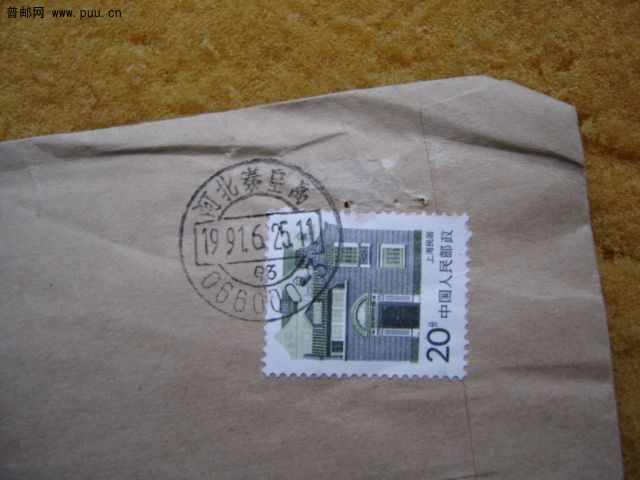 普邮网 www.puu.cn
河北秦皇岛
1991.6.25.11
066000
上海民居
中国人民邮政
20分